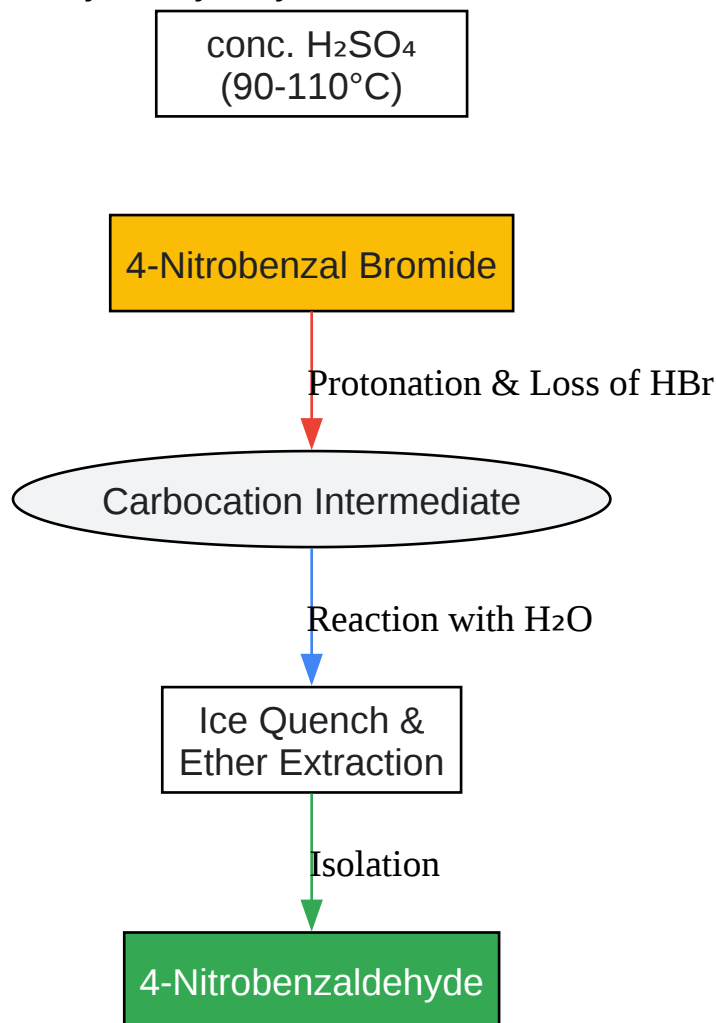 conc. H₂SO₄
(90-110°C)
4-Nitrobenzal Bromide
Protonation & Loss of HBr
Carbocation Intermediate
Reaction with H₂O
Ice Quench &
Ether Extraction
Isolation
4-Nitrobenzaldehyde